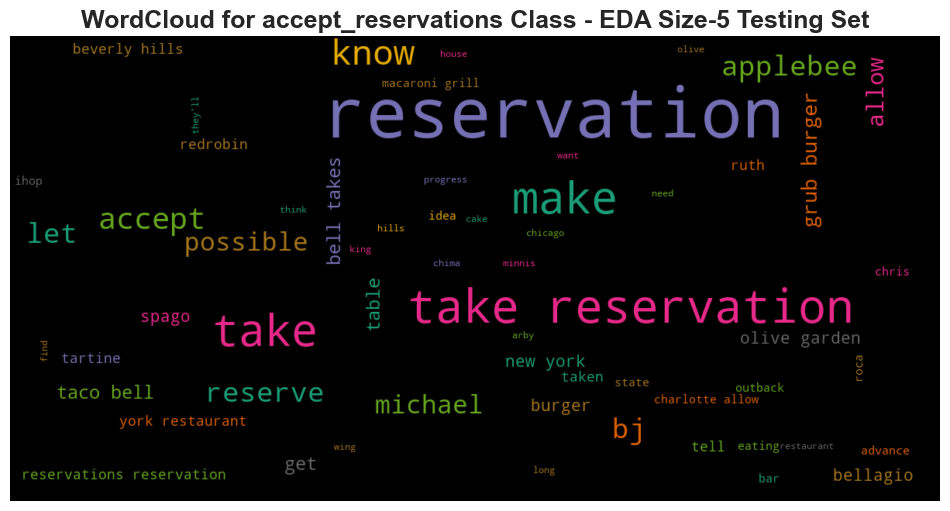 WordCloud for accept_reservations Class - EDA Size-5 Testing Set
beverly hills
know
house
olive
applebee
allow
macaroni grill
reservation
they'll
redrobin
grub burger
want
ruth
ihop
bell takes
progress
make
need
think
accept
idea
cake
let
possible
hills
chicago
king
chima
minnis
chris
table
take reservation
spago
take
arby
olive garden
find
tartine
new york
taken
roca
state
outback
taco bell
reserve
michael
burger
charlotte allow
york restaurant
bj
wing
tell
eating
restaurant
advance
get
long
reservations reservation
bar
bellagio